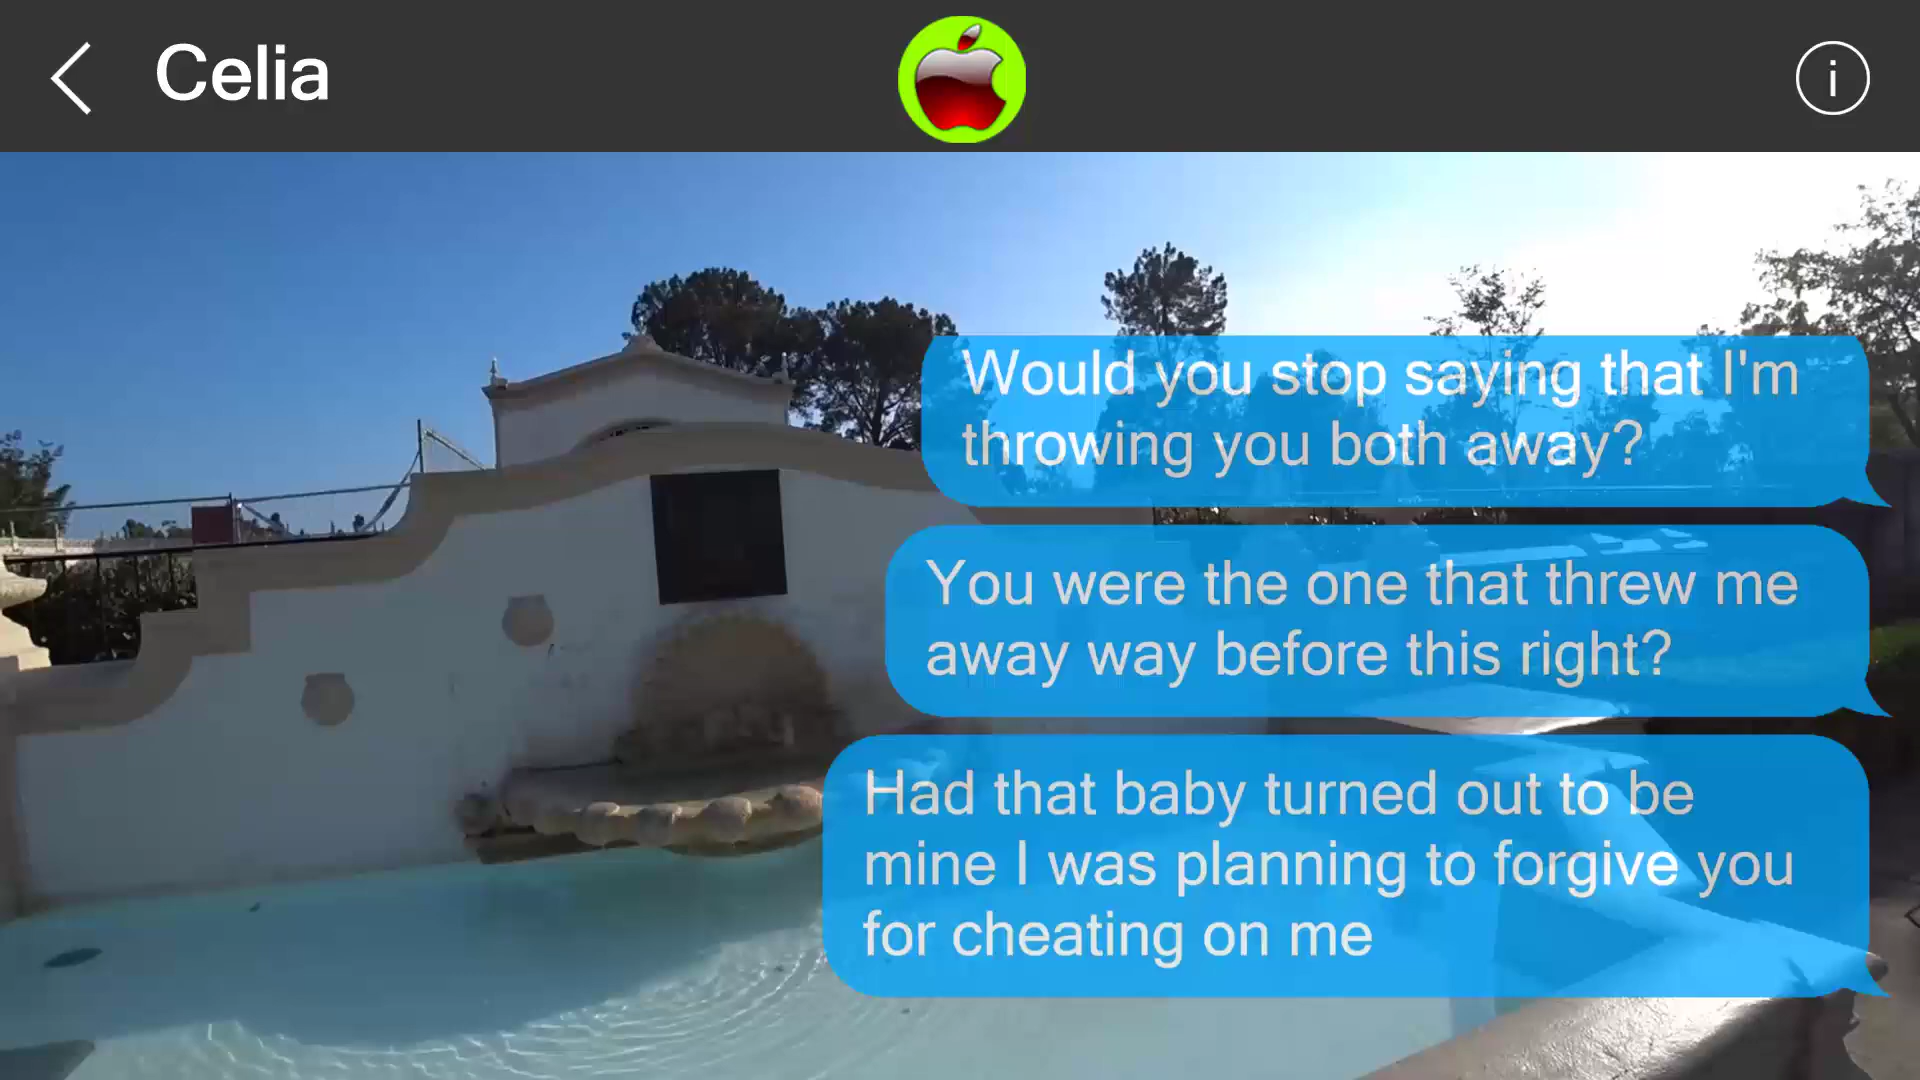 Celia
Would you stop saying that I'm
throwing you both away?
You were the one that threw me
away way before this right?
Had that baby turned out to be
mine I was planning to forgive you
for cheating on me